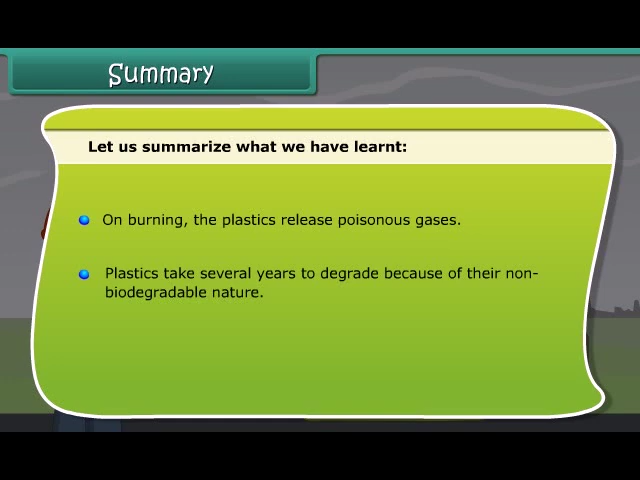 Summary
Let us summarize what we have learnt:
On burning, the plastics release poisonous gases.
Plastics take several years to degrade because of their non-
biodegradable nature.